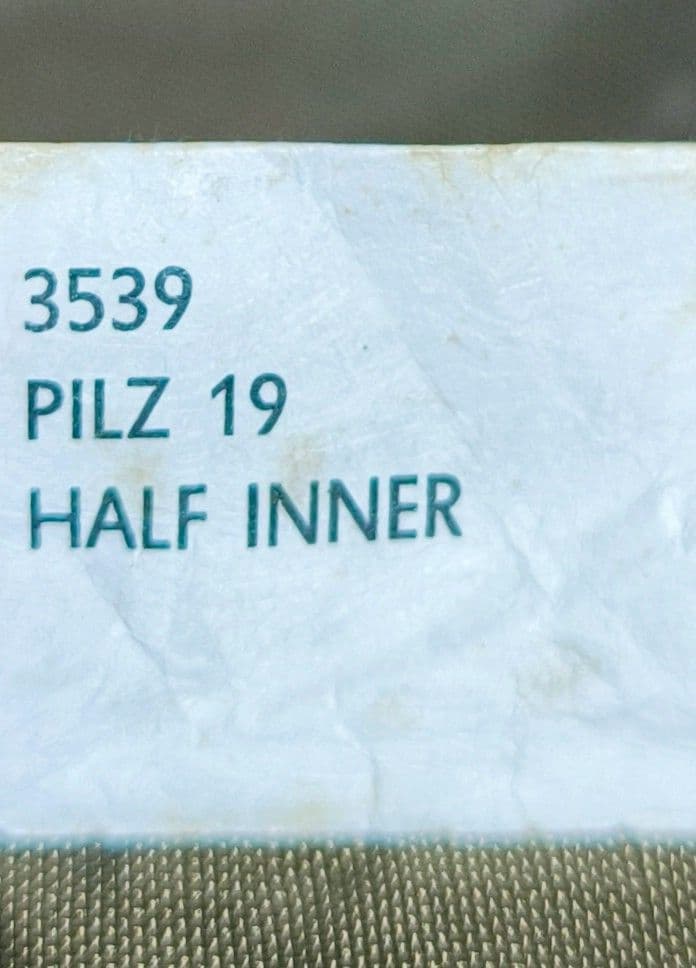 3539
PILZ 19
HALF INNER